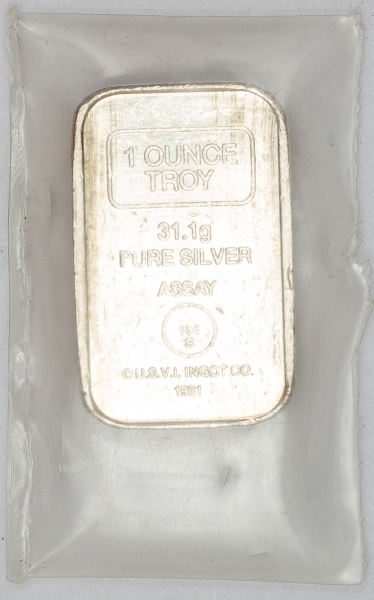 1 OUNCE
TROY
31.1g
PURE SILVER
ASSAY
S
© U.S.V.I. INGOT CO.
1981